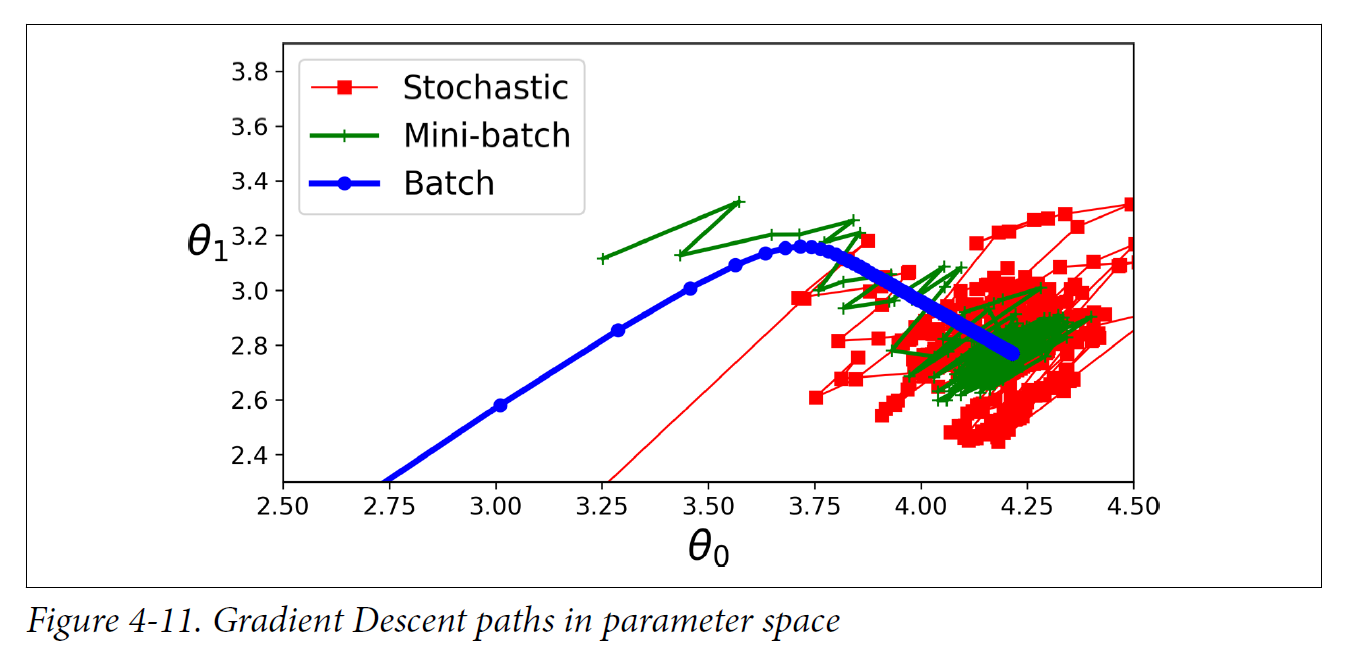 3.8
3.6
3.4
3.2
3.0
2.8
2.6
2.4
θ1
Stochastic
Mini-batch
Batch
2.50 2.75 3.00 3.25 3.50 3.75 4.00 4.25 4.50
θ0
Figure 4-11. Gradient Descent paths in parameter space